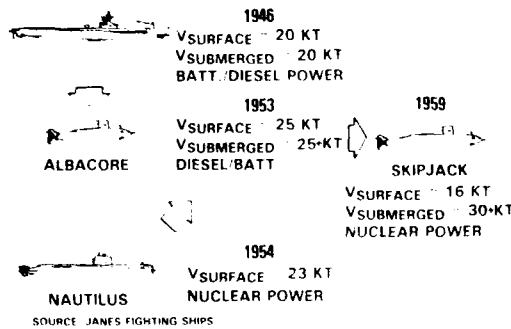 1946
VSURFACE = 20 KT
VSUBMERGED = 20 KT
BATT./DIESEL POWER
1953
VSURFACE = 25 KT
VSUBMERGED = 25+KT
DIESEL/BATT
ALBACORE
1959
SKIPJACK
VSURFACE = 16 KT
VSUBMERGED = 30+KT
NUCLEAR POWER
1954
VSURFACE 23 KT
NUCLEAR POWER
NAUTILUS
SOURCE JANES FIGHTING SHIPS